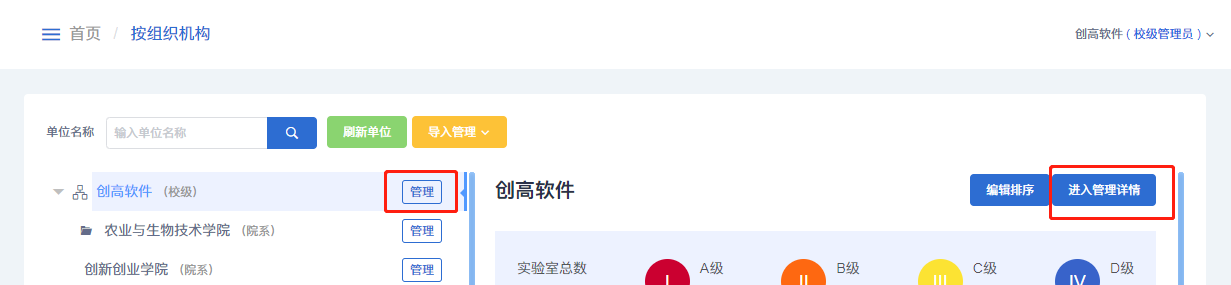 首页 / 按组织机构
创高软件 ( 校级管理员 )
单位名称 输入单位名称 刷新单位 导入管理
创高软件 (校级) 管理
农业与生物技术学院 (院系) 管理
创新创业学院 (院系) 管理
创高软件 编辑排序 进入管理详情
实验室总数 I A级 II B级 III C级 IV D级